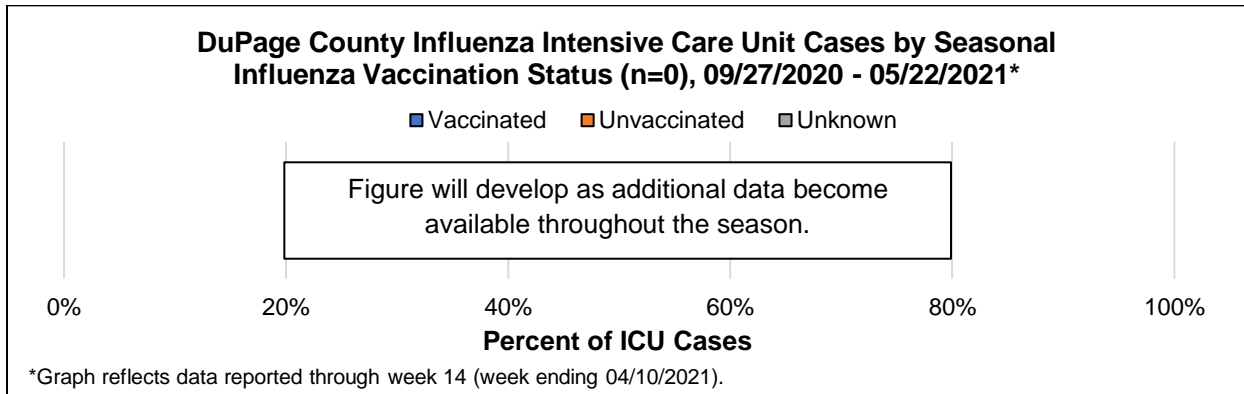 DuPage County Influenza Intensive Care Unit Cases by Seasonal
Influenza Vaccination Status (n=0), 09/27/2020 - 05/22/2021*
Vaccinated Unvaccinated Unknown
Figure will develop as additional data become
available throughout the season.
0% 20% 40% 60% 80% 100%
Percent of ICU Cases
*Graph reflects data reported through week 14 (week ending 04/10/2021).